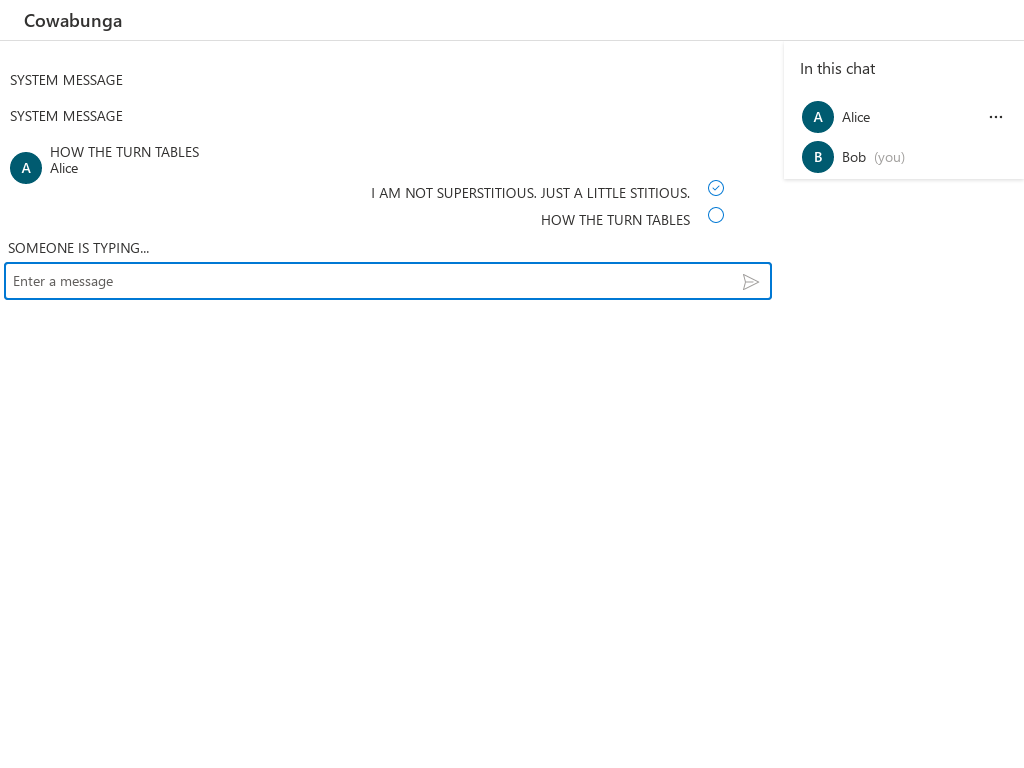 Cowabunga
SYSTEM MESSAGE
SYSTEM MESSAGE
A
HOW THE TURN TABLES
Alice
I AM NOT SUPERSTITIOUS. JUST A LITTLE STITIOUS.
HOW THE TURN TABLES
SOMEONE IS TYPING...
Enter a message
In this chat
A Alice
B Bob (you)